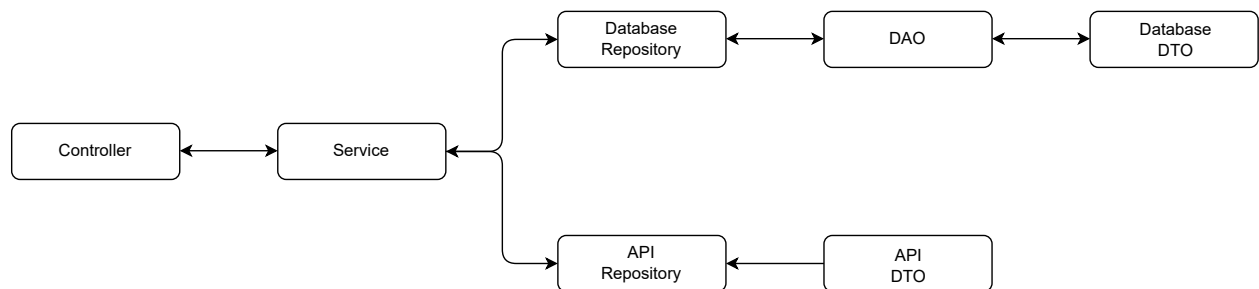 Database
Repository
DAO
Database
DTO
Controller
Service
API
Repository
API
DTO